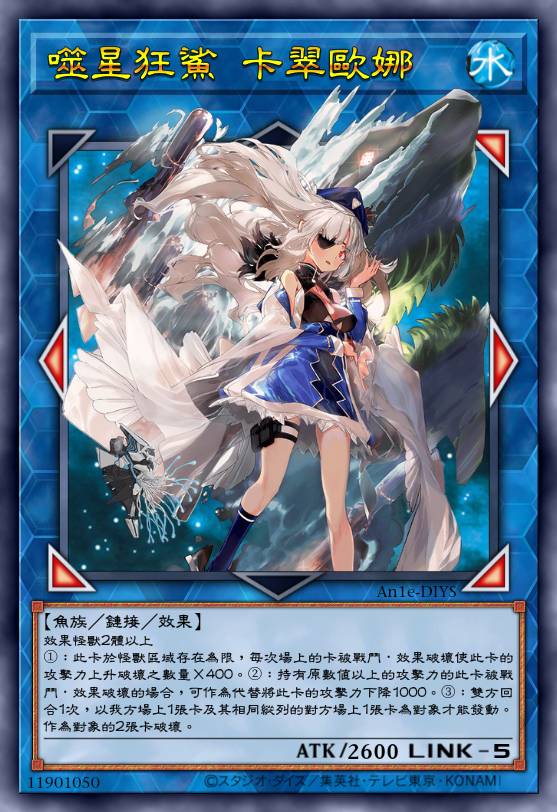 噬星狂鯊 卡翠歐娜
水
An1e-DIYS
【魚族／鏈接／效果】
效果怪獸2體以上
①：此卡於怪獸區域存在為限，每次場上的卡被戰鬥．效果破壞使此卡的
攻擊力上升破壞之數量×400。②：持有原數值以上的攻擊力的此卡被戰
鬥．效果破壞的場合，可作為代替將此卡的攻擊力下降1000。③：雙方回
合1次，以我方場上1張卡及其相同縱列的對方場上1張卡為對象才能發動。
作為對象的2張卡破壞。
ATK/2600 LINK-5
11901050
©スタジオ・ダイス／集英社・テレビ東京・KONAMI